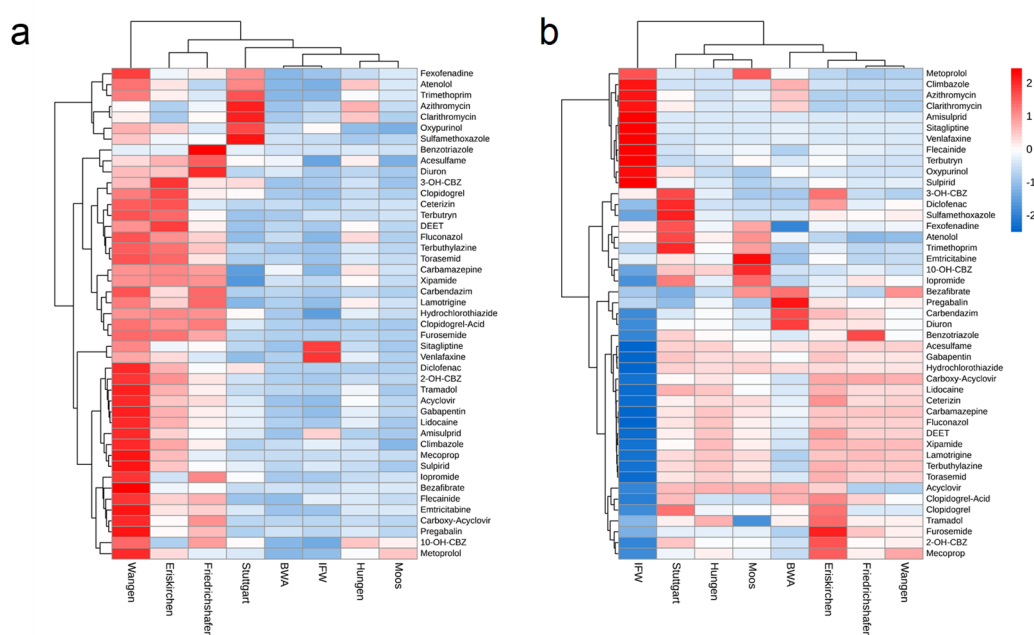 a
Fexofenadine
Atenolol
Trimethoprim
Azithromycin
Clarithromycin
Oxypurinol
Sulfamethoxazole
Benzotriazole
Acesulfame
Diuron
3-OH-CBZ
Clopidogrel
Ceterizin
Terbutryn
DEET
Fluconazol
Terbuthylazine
Torasemid
Carbamazepine
Xipamide
Carbendazim
Lamotrigine
Hydrochlorothiazide
Clopidogel-Acid
Furosemide
Sitagliptine
Venlafaxine
Diclofenac
2-OH-CBZ
Tramadol
Acyclovir
Gabapentin
Lidocaine
Amisulprid
Climbazole
Mecoprop
Sulpirid
Iopromide
Bezafibrate
Flecainide
Emtricitabine
Carboxy-Acyclovir
Pregabalin
10-OH-CBZ
Metoprolol
Wangen
Eriskirchen
Friedrichshafer
Stuttgart
BWA
IFW
Hungen
Moos
b
Metoprolol
Climbazole
Azithromycin
Clarithromycin
Amisulprid
Sitagliptine
Venlafaxine
Flecainide
Terbutryn
Oxypurinol
Sulpirid
3-OH-CBZ
Diclofenac
Sulfamethoxazole
Fexofenadine
Atenolol
Trimethoprim
Emtricitabine
10-OH-CBZ
Iopromide
Bezafibrate
Pregabalin
Carbendazim
Diuron
Benzotriazole
Acesulfame
Gabapentin
Hydrochlorothiazide
Carboxy-Acyclovir
Lidocaine
Ceterizin
Carbamazepine
Fluconazol
DEET
Xipamide
Lamotrigine
Terbuthylazine
Torasemid
Acyclovir
Clopidogrel-Acid
Clopidogrel
Tramadol
Furosemide
2-OH-CBZ
Mecoprop
IFW
Stuttgart
Hungen
Moos
BWA
Eriskirchen
Friedrichshafer
Wangen
2
1
0
-1
-2